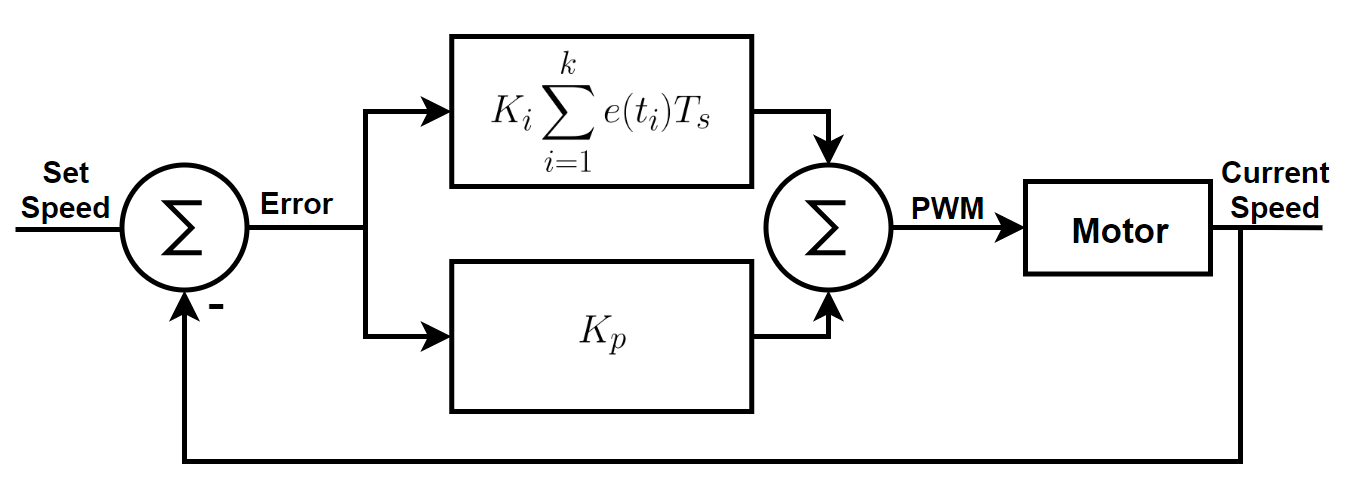 Set
Speed
∑
-
Error
K_i \sum_{i=1}^{k} e(t_i)T_s
K_p
∑
PWM
Motor
Current
Speed